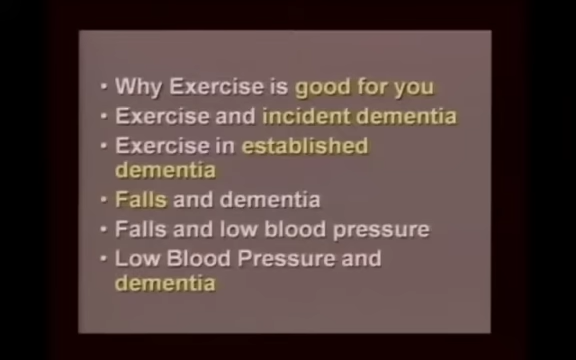 • Why Exercise is good for you
• Exercise and incident dementia
• Exercise in established
dementia
• Falls and dementia
• Falls and low blood pressure
• Low Blood Pressure and
dementia